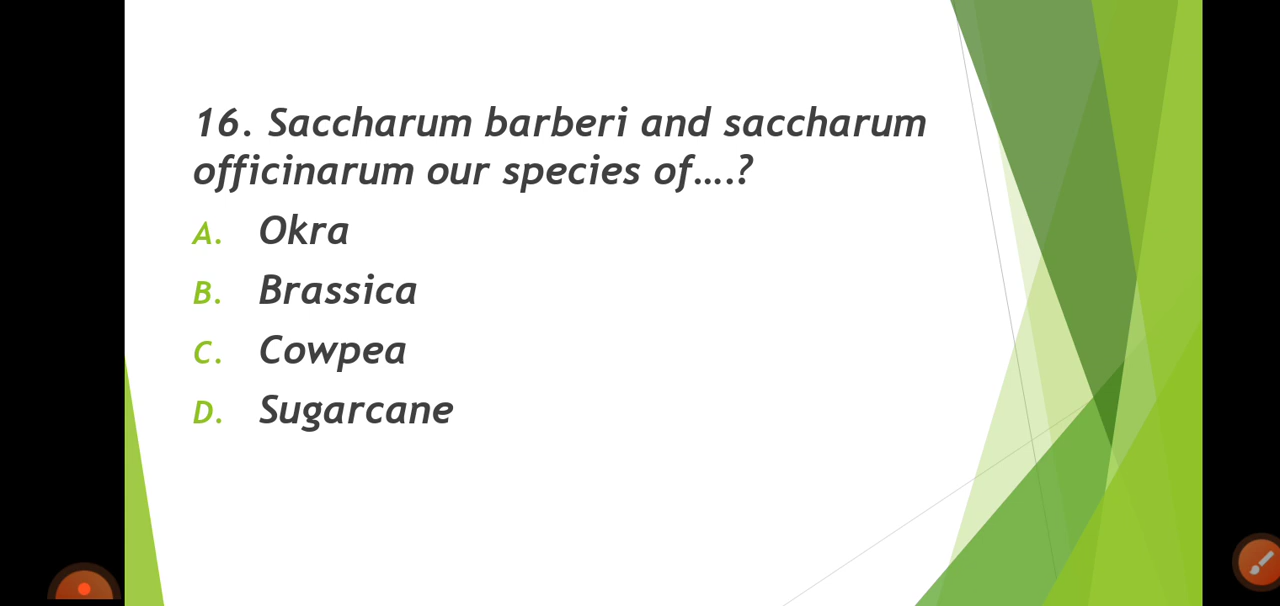 16. Saccharum barberi and saccharum
officinarum our species of....?
A. Okra
B. Brassica
C. Cowpea
D. Sugarcane